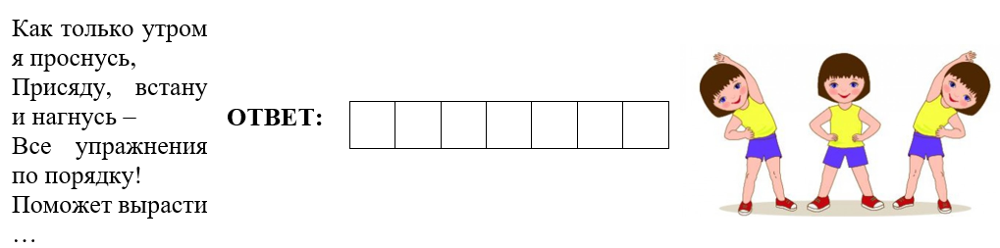 Как только утром
я проснусь,
Присяду, встану
и нагнусь –
Все упражнения
по порядку!
Поможет вырасти
…
ОТВЕТ: